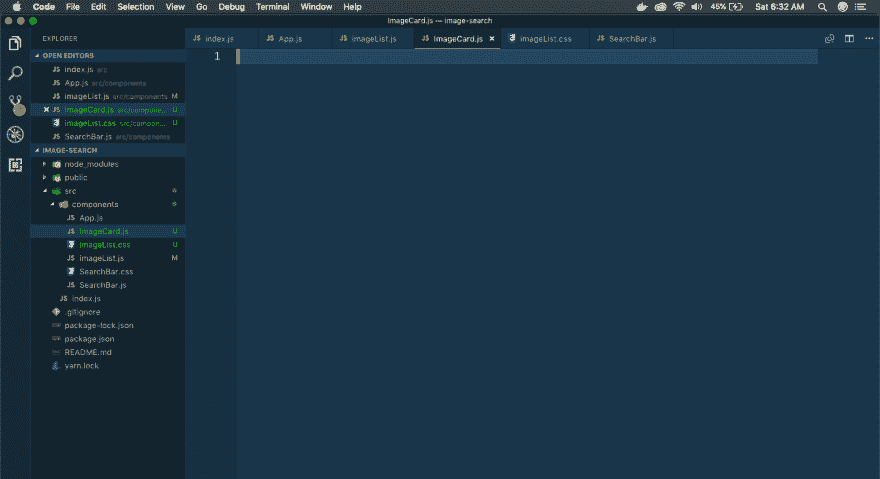 Code File Edit Selection View Go Debug Terminal Window Help 45% Sat 6:32 AM
ImageCard.js — image-search
EXPLORER
JS index.js JS App.js JS imageList.js JS ImageCard.js × imageList.css JS SearchBar.js
OPEN EDITORS
JS index.js src
JS App.js src/components
JS imageList.js src/components M
× JS ImageCard.js src/compone... U
imageList.css src/compon... U
JS SearchBar.js src/components
IMAGE-SEARCH
node_modules
public
src
components
JS App.js
JS ImageCard.js U
ImageList.css U
JS imageList.js M
SearchBar.css
JS SearchBar.js
JS index.js
.gitignore
package-lock.json
package.json
README.md
yarn.lock
1